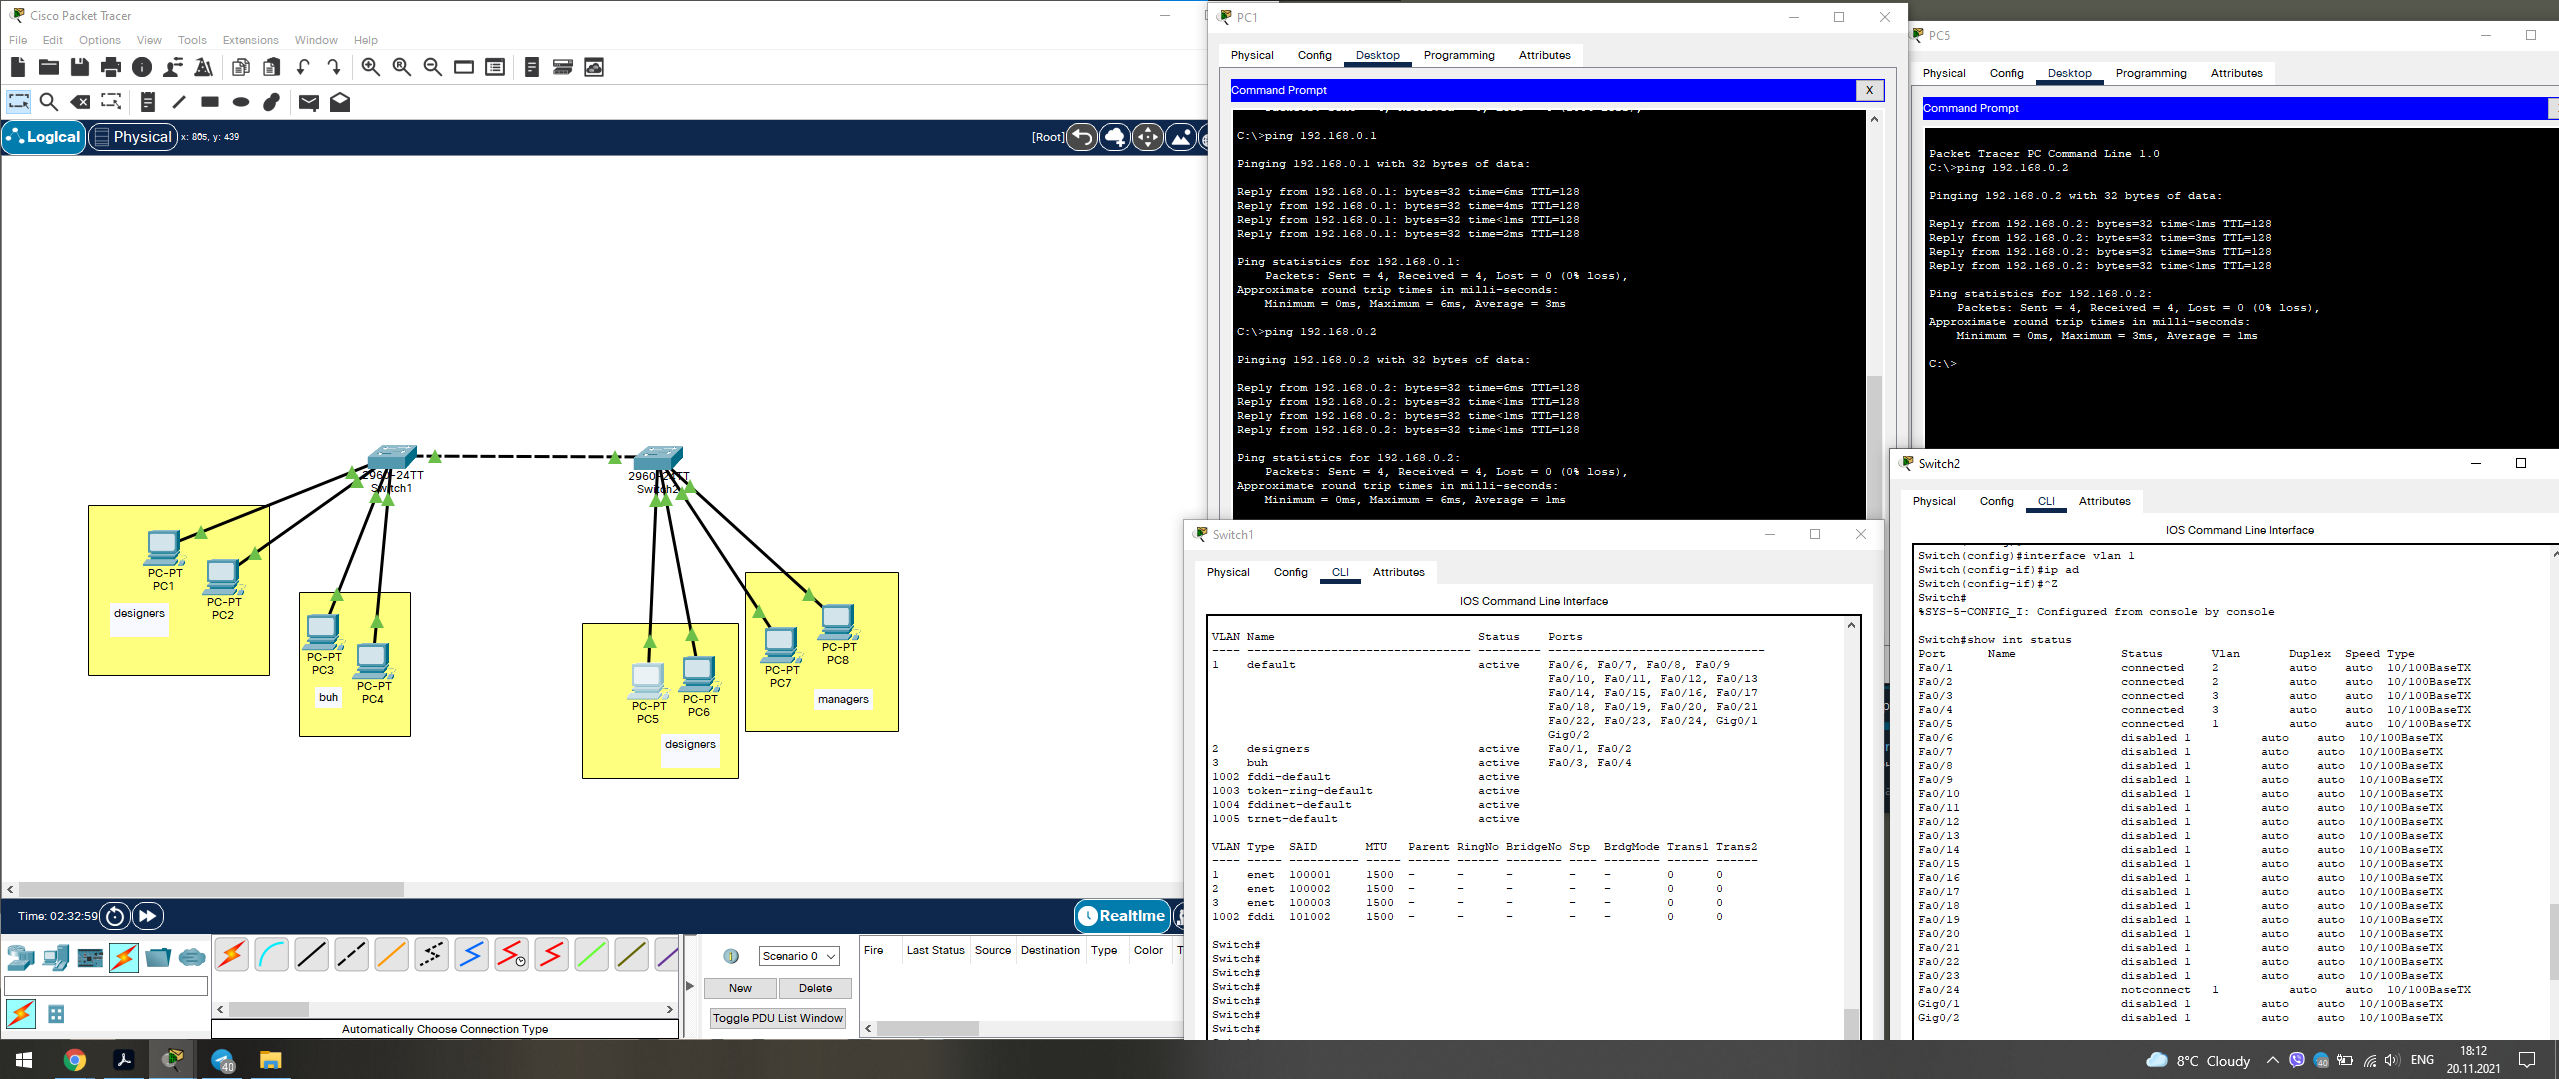 Cisco Packet Tracer
File Edit Options View Tools Extensions Window Help
Logical Physical x: 805, y: 439 [Root]
2960-24TT
Switch1
2960-24TT
Switch2
PC-PT
PC1
PC-PT
PC2
designers
PC-PT
PC3
buh
PC-PT
PC4
PC-PT
PC5
PC-PT
PC6
designers
PC-PT
PC7
PC-PT
PC8
managers
Time: 02:32:59
Realtime
Automatically Choose Connection Type
Scenario 0
New Delete
Toggle PDU List Window
Fire Last Status Source Destination Type Color T
PC1
Physical Config Desktop Programming Attributes
Command Prompt X
C:\>ping 192.168.0.1
Pinging 192.168.0.1 with 32 bytes of data:
Reply from 192.168.0.1: bytes=32 time=6ms TTL=128
Reply from 192.168.0.1: bytes=32 time=4ms TTL=128
Reply from 192.168.0.1: bytes=32 time<1ms TTL=128
Reply from 192.168.0.1: bytes=32 time=2ms TTL=128
Ping statistics for 192.168.0.1:
Packets: Sent = 4, Received = 4, Lost = 0 (0% loss),
Approximate round trip times in milli-seconds:
Minimum = 0ms, Maximum = 6ms, Average = 3ms
C:\>ping 192.168.0.2
Pinging 192.168.0.2 with 32 bytes of data:
Reply from 192.168.0.2: bytes=32 time=6ms TTL=128
Reply from 192.168.0.2: bytes=32 time<1ms TTL=128
Reply from 192.168.0.2: bytes=32 time<1ms TTL=128
Reply from 192.168.0.2: bytes=32 time<1ms TTL=128
Ping statistics for 192.168.0.2:
Packets: Sent = 4, Received = 4, Lost = 0 (0% loss),
Approximate round trip times in milli-seconds:
Minimum = 0ms, Maximum = 6ms, Average = 1ms
PC5
Physical Config Desktop Programming Attributes
Command Prompt
Packet Tracer PC Command Line 1.0
C:\>ping 192.168.0.2
Pinging 192.168.0.2 with 32 bytes of data:
Reply from 192.168.0.2: bytes=32 time<1ms TTL=128
Reply from 192.168.0.2: bytes=32 time=3ms TTL=128
Reply from 192.168.0.2: bytes=32 time=3ms TTL=128
Reply from 192.168.0.2: bytes=32 time<1ms TTL=128
Ping statistics for 192.168.0.2:
Packets: Sent = 4, Received = 4, Lost = 0 (0% loss),
Approximate round trip times in milli-seconds:
Minimum = 0ms, Maximum = 3ms, Average = 1ms
C:\>
Switch1
Physical Config CLI Attributes
IOS Command Line Interface
VLAN Name Status Ports
---- -------------------------------- --------- -------------------------------
1 default active Fa0/6, Fa0/7, Fa0/8, Fa0/9
Fa0/10, Fa0/11, Fa0/12, Fa0/13
Fa0/14, Fa0/15, Fa0/16, Fa0/17
Fa0/18, Fa0/19, Fa0/20, Fa0/21
Fa0/22, Fa0/23, Fa0/24, Gig0/1
Gig0/2
2 designers active Fa0/1, Fa0/2
3 buh active Fa0/3, Fa0/4
1002 fddi-default active
1003 token-ring-default active
1004 fddinet-default active
1005 trnet-default active
VLAN Type SAID MTU Parent RingNo BridgeNo Stp BrdgMode Trans1 Trans2
---- ----- ---------- ----- ------ ------ -------- ---- -------- ------ ------
1 enet 100001 1500 - - - - - 0 0
2 enet 100002 1500 - - - - - 0 0
3 enet 100003 1500 - - - - - 0 0
1002 fddi 101002 1500 - - - - - 0 0
Switch#
Switch#
Switch#
Switch#
Switch#
Switch#
Switch#
Switch2
Physical Config CLI Attributes
IOS Command Line Interface
Switch(config)#interface vlan 1
Switch(config-if)#ip ad
Switch(config-if)#^Z
Switch#
%SYS-5-CONFIG_I: Configured from console by console
Switch#show int status
Port Name Status Vlan Duplex Speed Type
Fa0/1 connected 2 auto auto 10/100BaseTX
Fa0/2 connected 2 auto auto 10/100BaseTX
Fa0/3 connected 3 auto auto 10/100BaseTX
Fa0/4 connected 3 auto auto 10/100BaseTX
Fa0/5 connected 1 auto auto 10/100BaseTX
Fa0/6 disabled 1 auto auto 10/100BaseTX
Fa0/7 disabled 1 auto auto 10/100BaseTX
Fa0/8 disabled 1 auto auto 10/100BaseTX
Fa0/9 disabled 1 auto auto 10/100BaseTX
Fa0/10 disabled 1 auto auto 10/100BaseTX
Fa0/11 disabled 1 auto auto 10/100BaseTX
Fa0/12 disabled 1 auto auto 10/100BaseTX
Fa0/13 disabled 1 auto auto 10/100BaseTX
Fa0/14 disabled 1 auto auto 10/100BaseTX
Fa0/15 disabled 1 auto auto 10/100BaseTX
Fa0/16 disabled 1 auto auto 10/100BaseTX
Fa0/17 disabled 1 auto auto 10/100BaseTX
Fa0/18 disabled 1 auto auto 10/100BaseTX
Fa0/19 disabled 1 auto auto 10/100BaseTX
Fa0/20 disabled 1 auto auto 10/100BaseTX
Fa0/21 disabled 1 auto auto 10/100BaseTX
Fa0/22 disabled 1 auto auto 10/100BaseTX
Fa0/23 disabled 1 auto auto 10/100BaseTX
Fa0/24 notconnect 1 auto auto 10/100BaseTX
Gig0/1 disabled 1 auto auto 10/100BaseTX
Gig0/2 disabled 1 auto auto 10/100BaseTX
40
8°C Cloudy
40
ENG
18:12
20.11.2021